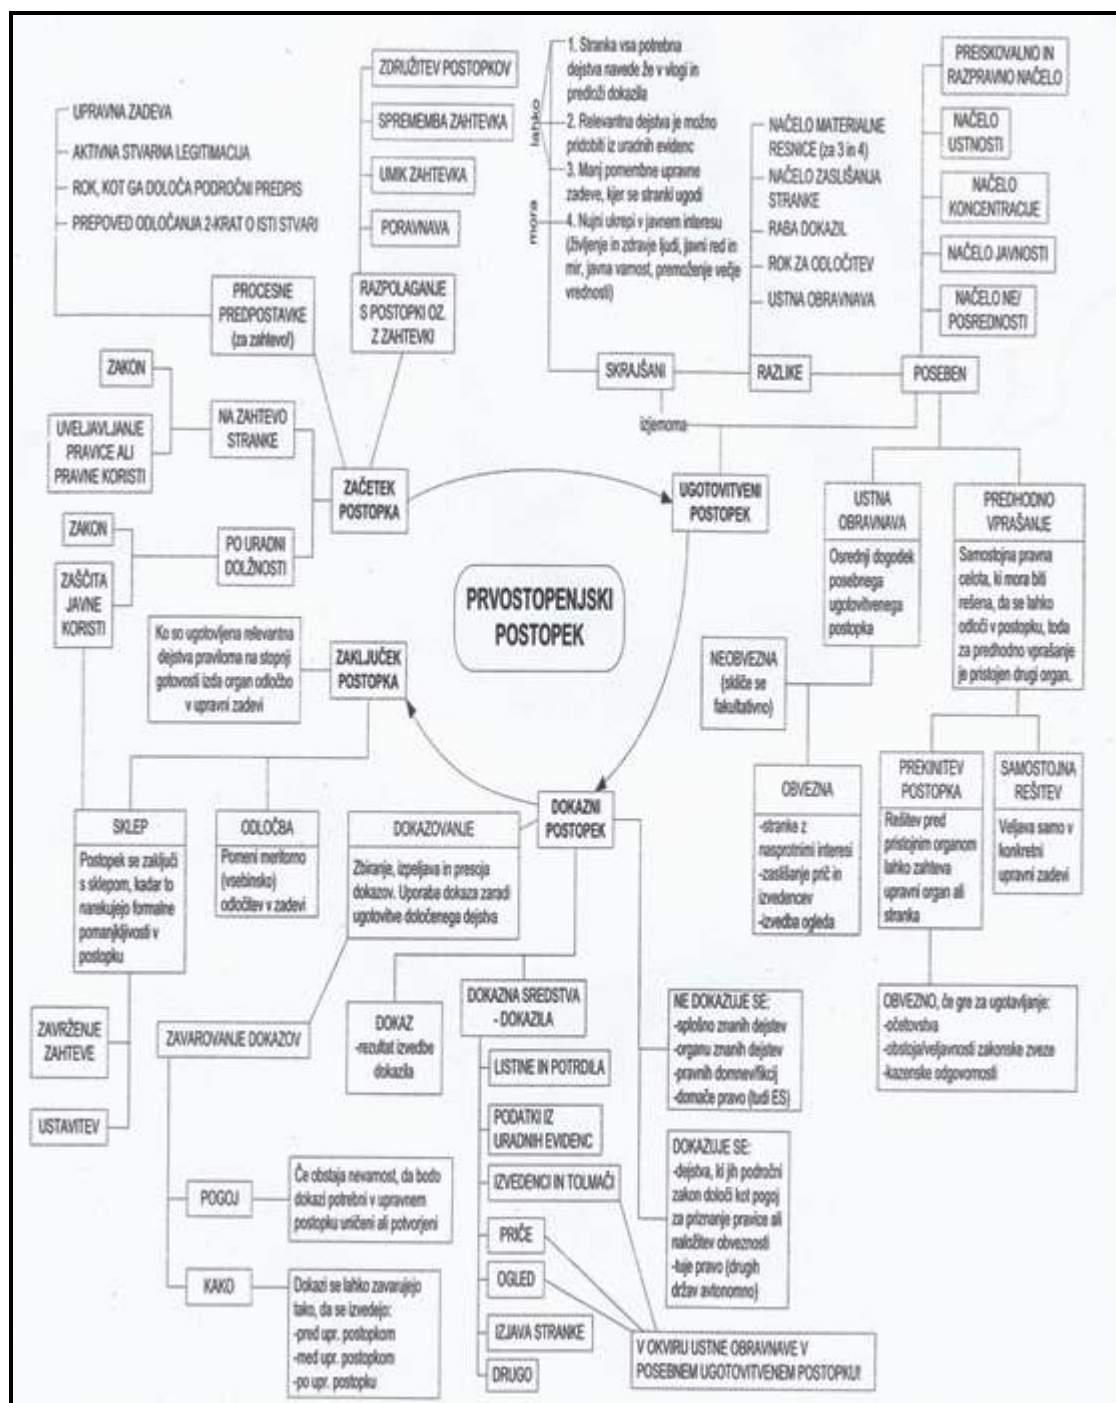 ZDRUŽITEV POSTOPKOV
SPREMEMBA ZAHTEVKA
UMIK ZAHTEVKA
PORAVNAVA
RAZPOLAGANJE
S POSTOPKI OZ.
Z ZAHTEVKI
UPRAVNA ZADEVA
AKTIVNA STVARNA LEGITIMACIJA
ROK, KOT GA DOLOČA PODROČNI PREDPIS
PREPOVED ODLOČANJA 2-KRAT O ISTI STVARI
PROCESNE
PREDPOSTAVKE
(za zahtevo!)
ZAKON
UVELJAVLJANJE
PRAVICE ALI
PRAVNE KORISTI
NA ZAHTEVO
STRANKE
ZAČETEK
POSTOPKA
ZAKON
ZAŠČITA
JAVNE
KORISTI
PO URADNI
DOLŽNOSTI
lahko
mora
1. Stranka vsa potrebna
dejstva navede že v vlogi in
predloži dokazila
2. Relevantna dejstva je možno
pridobiti iz uradnih evidenc
3. Manj pomembne upravne
zadeve, kjer se stranki ugodi
4. Nujni ukrepi v javnem interesu
(življenje in zdravje ljudi, javni red in
mir, javna varnost, premoženje večje
vrednosti)
SKRAJŠANI
izjemoma
NAČELO MATERIALNE
RESNICE (za 3 in 4)
NAČELO ZASLIŠANJA
STRANKE
RABA DOKAZIL
ROK ZA ODLOČITEV
USTNA OBRAVNAVA
RAZLIKE
PREISKOVALNO IN
RAZPRAVNO NAČELO
NAČELO
USTNOSTI
NAČELO
KONCENTRACIJE
NAČELO JAVNOSTI
NAČELO NE/
POSREDNOSTI
POSEBEN
UGOTOVITVENI
POSTOPEK
USTNA
OBRAVNAVA
Osrednji dogodek
posebnega
ugotovitvenega
postopka
PREDHODNO
VPRAŠANJE
Samostojna pravna
celota, ki mora biti
rešena, da se lahko
odloči v postopku, toda
za predhodno vprašanje
je pristojen drugi organ.
NEOBVEZNA
(skliče se
fakultativno)
OBVEZNA
-stranke z
nasprotnimi interesi
-zaslišanje prič in
izvedencev
-izvedba ogleda
PREKINITEV
POSTOPKA
Rešitev pred
pristojnim organom
lahko zahteva
upravni organ ali
stranka
SAMOSTOJNA
REŠITEV
Veljava samo v
konkretni
upravni zadevi
OBVEZNO, če gre za ugotavljanje:
-očetovstva
-obstoja/veljavnosti zakonske zveze
-kazenske odgovornosti
PRVOSTOPENJSKI
POSTOPEK
Ko so ugotovljena relevantna
dejstva praviloma na stopnji
gotovosti izda organ odločbo
v upravni zadevi
ZAKLJUČEK
POSTOPKA
SKLEP
Postopek se zaključi
s sklepom, kadar to
narekujejo formalne
pomanjkljivosti v
postopku
ODLOČBA
Pomeni meritorno
(vsebinsko)
odločitev v zadevi
ZAVRŽENJE
ZAHTEVE
USTAVITEV
DOKAZNI
POSTOPEK
DOKAZOVANJE
Zbiranje, izpeljava in presoja
dokazov. Uporaba dokaza zaradi
ugotovitve določenega dejstva
ZAVAROVANJE DOKAZOV
POGOJ
Če obstaja nevarnost, da bodo
dokazi potrebni v upravnem
postopku uničeni ali potvorjeni
KAKO
Dokazi se lahko zavarujejo
tako, da se izvedejo:
-pred upr. postopkom
-med upr. postopkom
-po upr. postopku
DOKAZ
-rezultat izvedbe
dokazila
DOKAZNA SREDSTVA
- DOKAZILA
LISTINE IN POTRDILA
PODATKI IZ
URADNIH EVIDENC
IZVEDENCI IN TOLMAČI
PRIČE
OGLED
IZJAVA STRANKE
DRUGO
NE DOKAZUJE SE:
-splošno znanih dejstev
-organu znanih dejstev
-pravnih domnev/fikcij
-domače pravo (tudi ES)
DOKAZUJE SE:
-dejstva, ki jih področni
zakon določi kot pogoj
za priznanje pravice ali
naložitev obveznosti
-tuje pravo (drugih
držav avtonomno)
V OKVIRU USTNE OBRAVNAVE V
POSEBNEM UGOTOVITVENEM POSTOPKU!